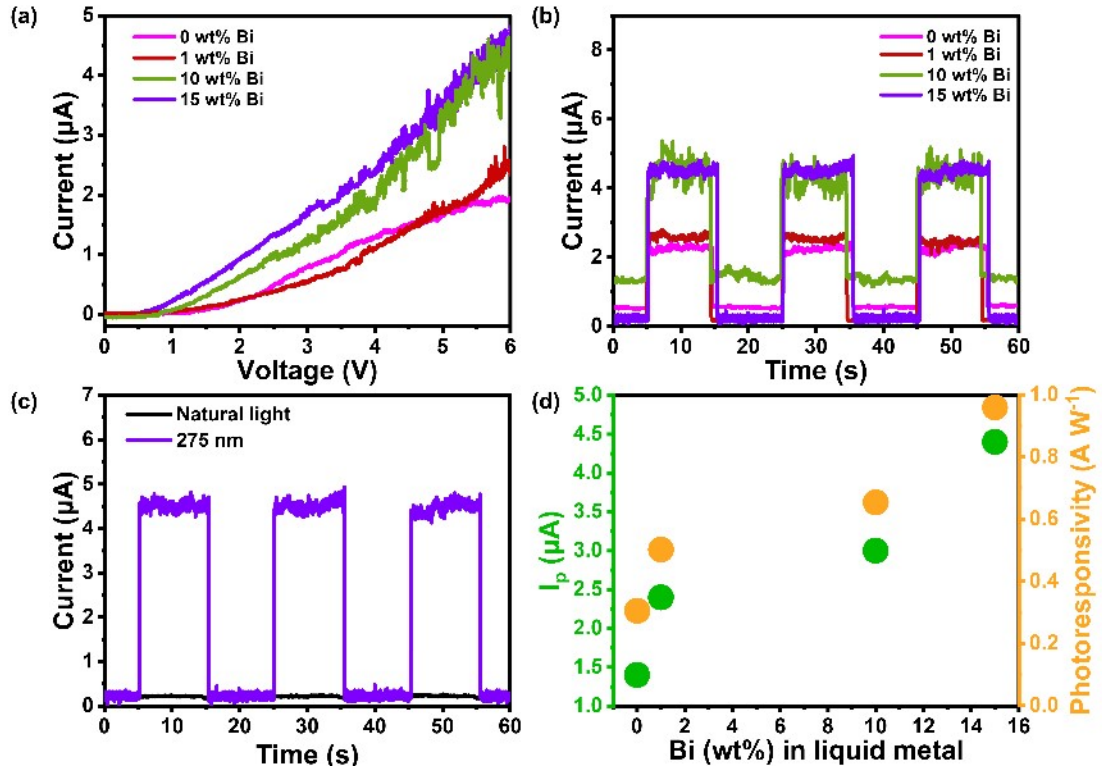 (a)
5
4
3
2
1
0
Current (µA)
0 wt% Bi
1 wt% Bi
10 wt% Bi
15 wt% Bi
0 1 2 3 4 5 6
Voltage (V)
(b)
8
6
4
2
0
Current (µA)
0 wt% Bi
1 wt% Bi
10 wt% Bi
15 wt% Bi
0 10 20 30 40 50 60
Time (s)
(c)
7
6
5
4
3
2
1
0
Current (µA)
Natural light
275 nm
0 10 20 30 40 50 60
Time (s)
(d)
5.0
4.5
4.0
3.5
3.0
2.5
2.0
1.5
1.0
Iₚ (µA)
1.0
0.8
0.6
0.4
0.2
0.0
Photoresponsivity (A W⁻¹)
0 2 4 6 8 10 12 14 16
Bi (wt%) in liquid metal